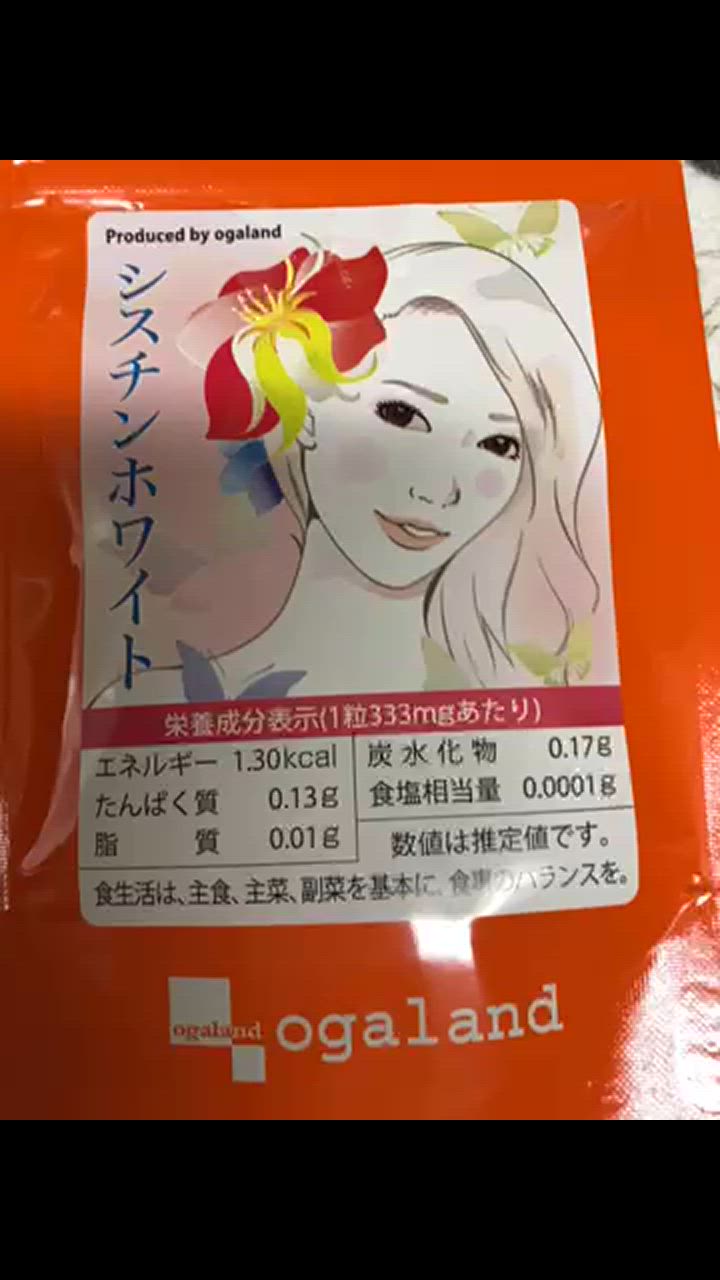 Produced by ogaland
シスチンホワイト
栄養成分表示(1粒333mgあたり)
エネルギー 1.30kcal
たんぱく質 0.13g
脂 質 0.01g
炭水化物 0.17g
食塩相当量 0.0001g
数値は推定値です。
食生活は、主食、主菜、副菜を基本に、食事のバランスを。
ogaland
ogaland